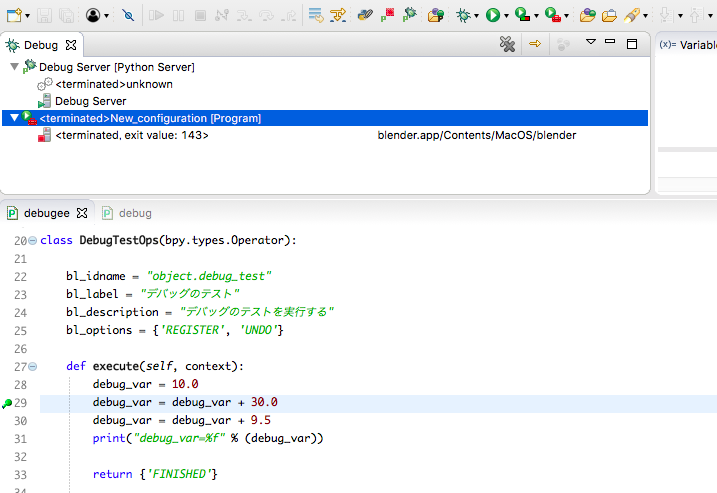 Debug
(x)= Variable
Debug Server [Python Server]
<terminated>unknown
Debug Server
<terminated>New_configuration [Program]
<terminated, exit value: 143> blender.app/Contents/MacOS/blender
debugee debug
20 class DebugTestOps(bpy.types.Operator):
21
22 bl_idname = "object.debug_test"
23 bl_label = "デバッグのテスト"
24 bl_description = "デバッグのテストを実行する"
25 bl_options = {'REGISTER', 'UNDO'}
26
27 def execute(self, context):
28 debug_var = 10.0
29 debug_var = debug_var + 30.0
30 debug_var = debug_var + 9.5
31 print("debug_var=%f" % (debug_var))
32
33 return {'FINISHED'}
34